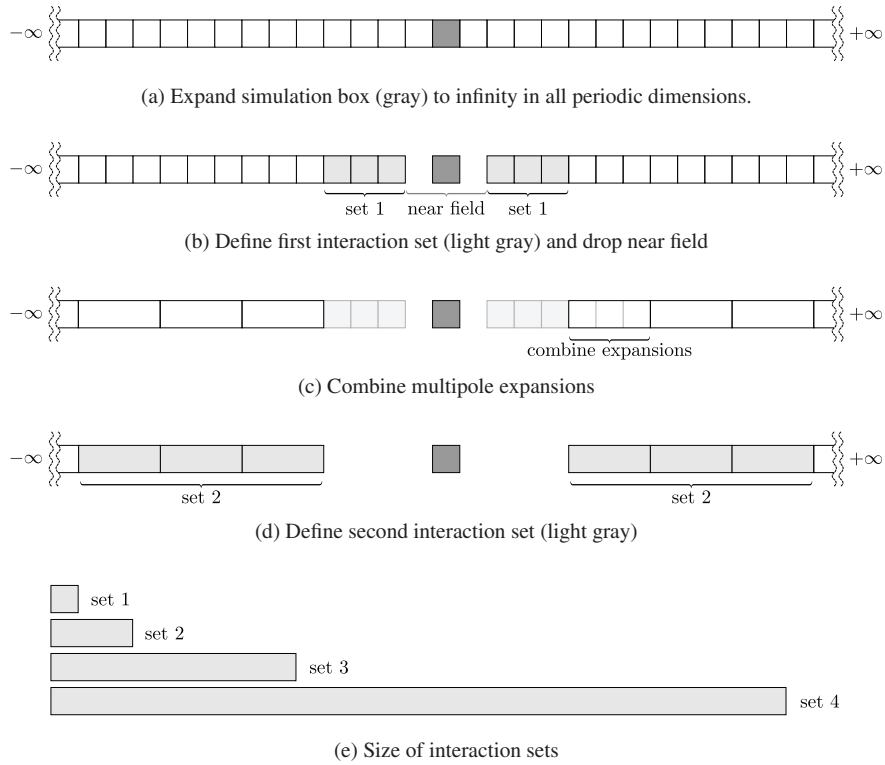 −∞ +∞
(a) Expand simulation box (gray) to infinity in all periodic dimensions.
−∞ +∞
set 1 near field set 1
(b) Define first interaction set (light gray) and drop near field
−∞ +∞
combine expansions
(c) Combine multipole expansions
−∞ +∞
set 2 set 2
(d) Define second interaction set (light gray)
set 1
set 2
set 3
set 4
(e) Size of interaction sets